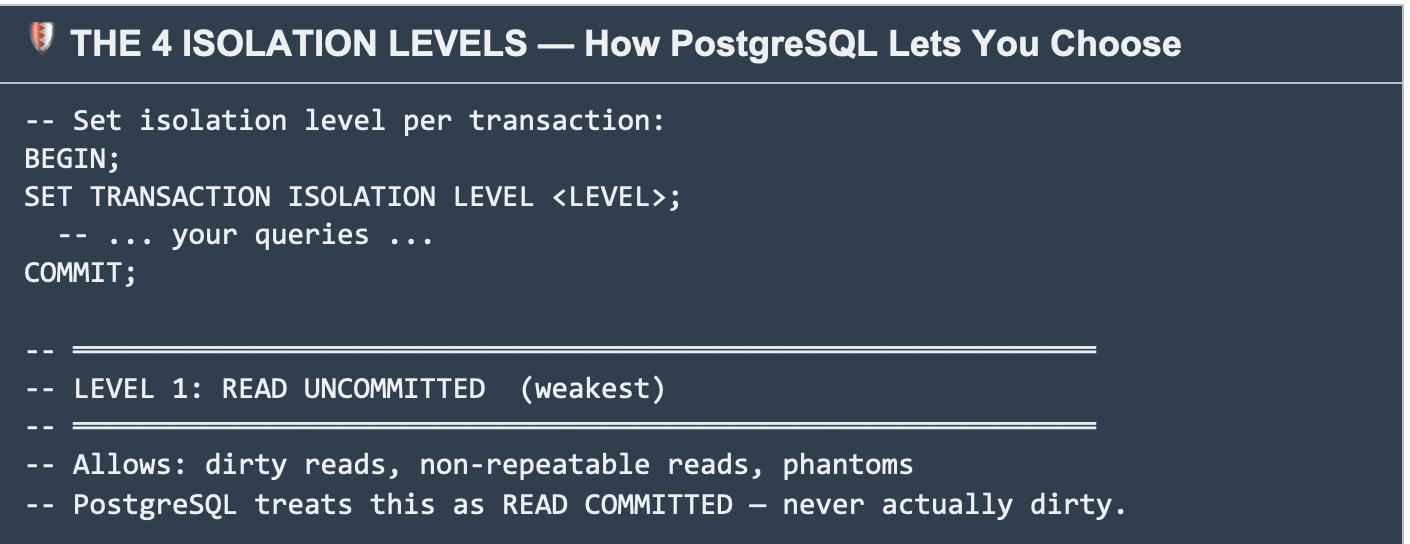 THE 4 ISOLATION LEVELS — How PostgreSQL Lets You Choose
-- Set isolation level per transaction:
BEGIN;
SET TRANSACTION ISOLATION LEVEL <LEVEL>;
  -- ... your queries ...
COMMIT;
-- ══════════════════════════════════════════════════════════════
-- LEVEL 1: READ UNCOMMITTED  (weakest)
-- ══════════════════════════════════════════════════════════════
-- Allows: dirty reads, non-repeatable reads, phantoms
-- PostgreSQL treats this as READ COMMITTED — never actually dirty.